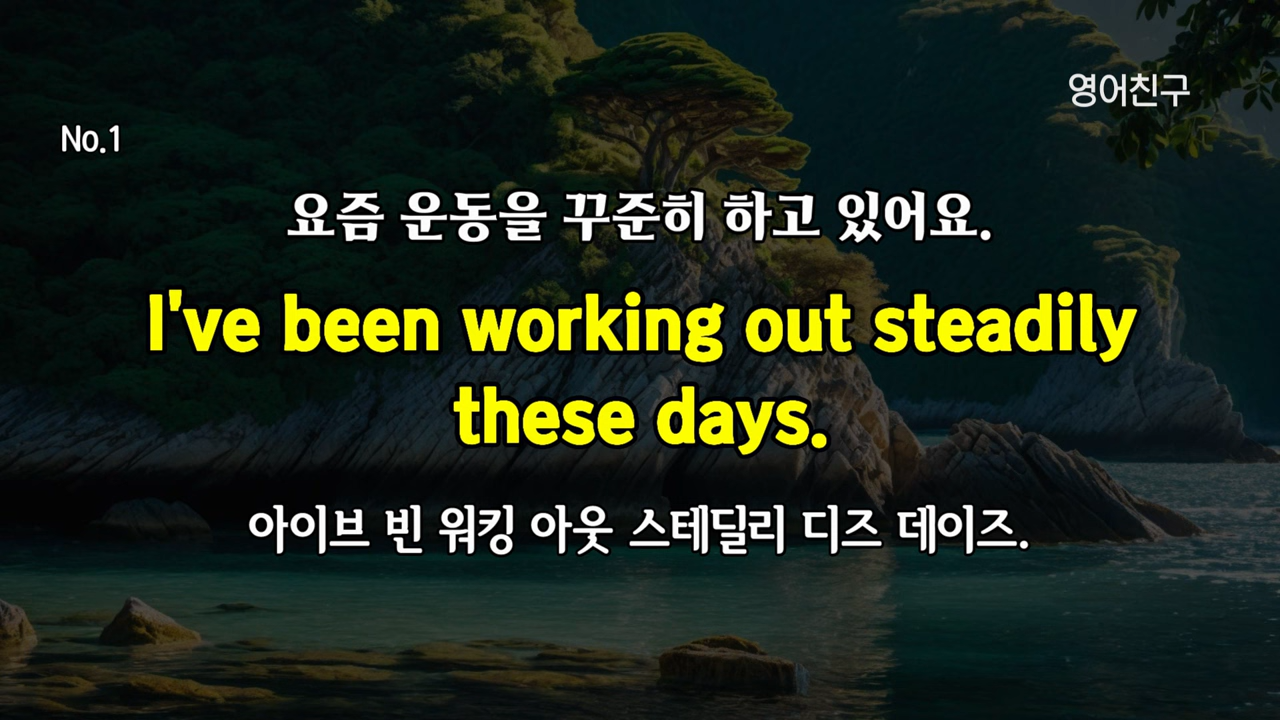 영어친구
No.1
요즘 운동을 꾸준히 하고 있어요.
I've been working out steadily
these days.
아이브 빈 워킹 아웃 스테딜리 디즈 데이즈.